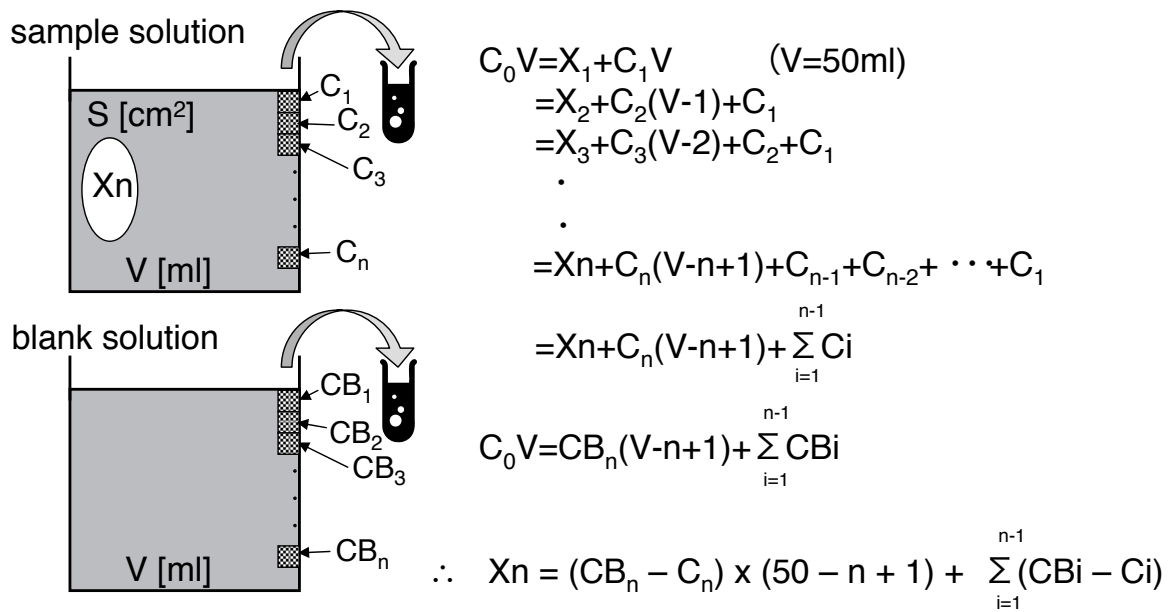 sample solution
C₁
S [cm²]
C₂
C₃
Xn
Cₙ
V [ml]
C₀V=X₁+C₁V (V=50ml)
=X₂+C₂(V-1)+C₁
=X₃+C₃(V-2)+C₂+C₁
=Xn+Cₙ(V-n+1)+Cₙ₋₁+Cₙ₋₂+ ··· +C₁
n-1
=Xn+Cₙ(V-n+1)+ΣCi
i=1
blank solution
CB₁
CB₂
CB₃
CBₙ
V [ml]
n-1
C₀V=CBₙ(V-n+1)+ΣCBi
i=1
n-1
∴ Xn = (CBₙ – Cₙ) x (50 – n + 1) + Σ(CBi – Ci)
i=1